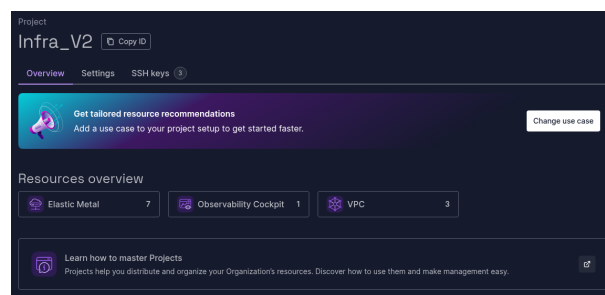 Project
Infra_V2
Copy ID
Overview Settings SSH keys 3
Get tailored resource recommendations
Add a use case to your project setup to get started faster.
Change use case
Resources overview
Elastic Metal 7 Observability Cockpit 1 VPC 3
Learn how to master Projects
Projects help you distribute and organize your Organization's resources. Discover how to use them and make management easy.